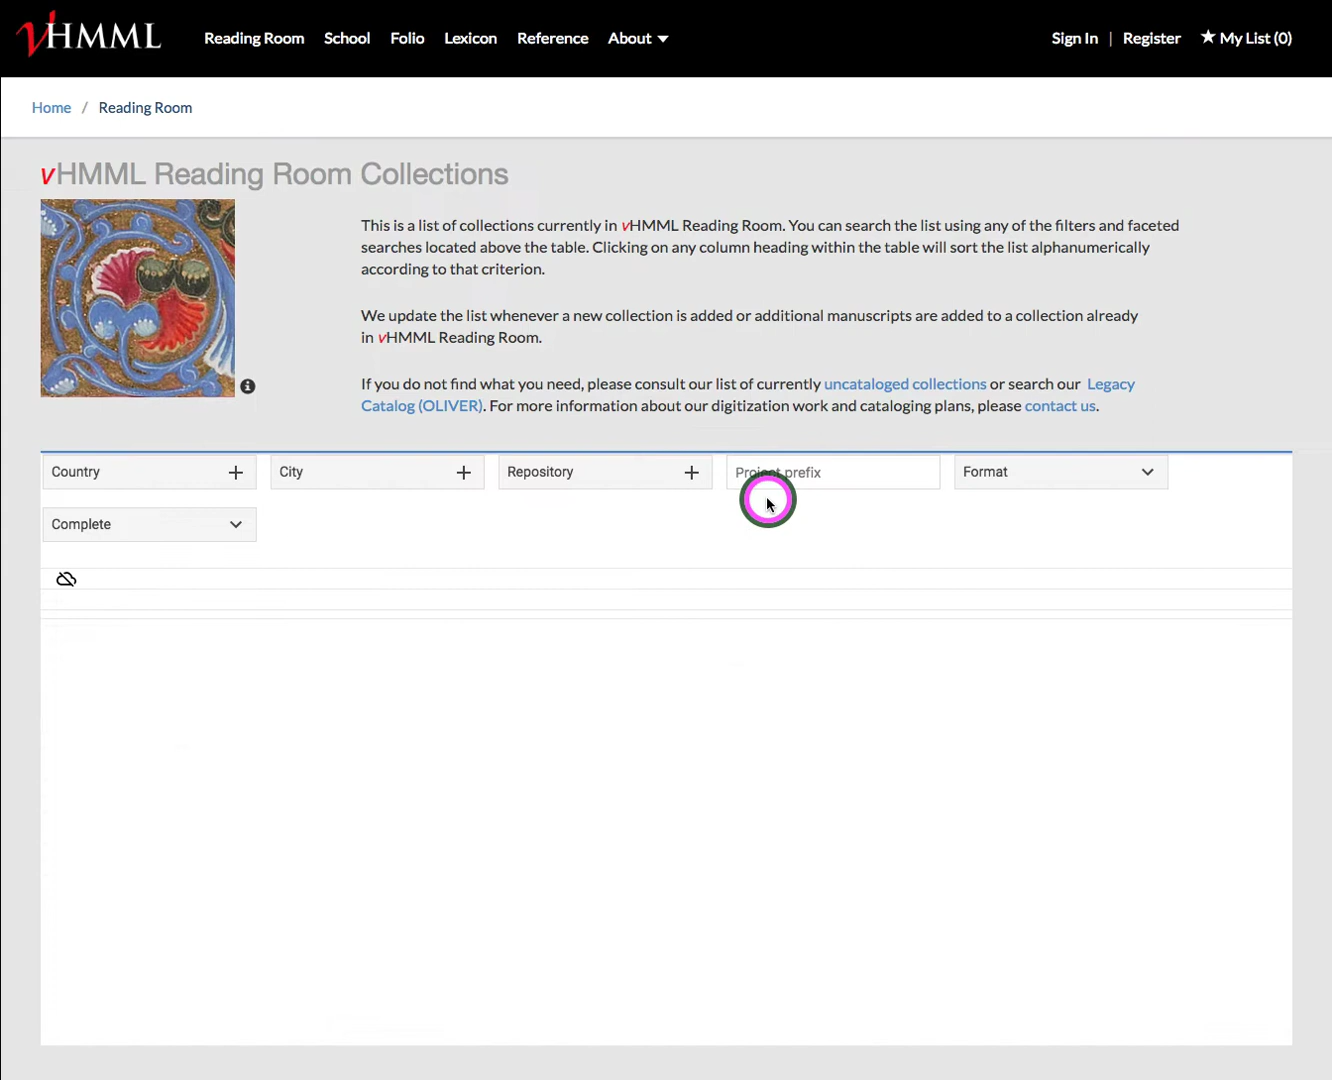 vHMML
Reading Room School Folio Lexicon Reference About
Sign In | Register My List (0)
Home / Reading Room
vHMML Reading Room Collections
This is a list of collections currently in vHMML Reading Room. You can search the list using any of the filters and faceted
searches located above the table. Clicking on any column heading within the table will sort the list alphanumerically
according to that criterion.
We update the list whenever a new collection is added or additional manuscripts are added to a collection already
in vHMML Reading Room.
If you do not find what you need, please consult our list of currently uncataloged collections or search our Legacy
Catalog (OLIVER). For more information about our digitization work and cataloging plans, please contact us.
Country
City
Repository
Project prefix
Format
Complete